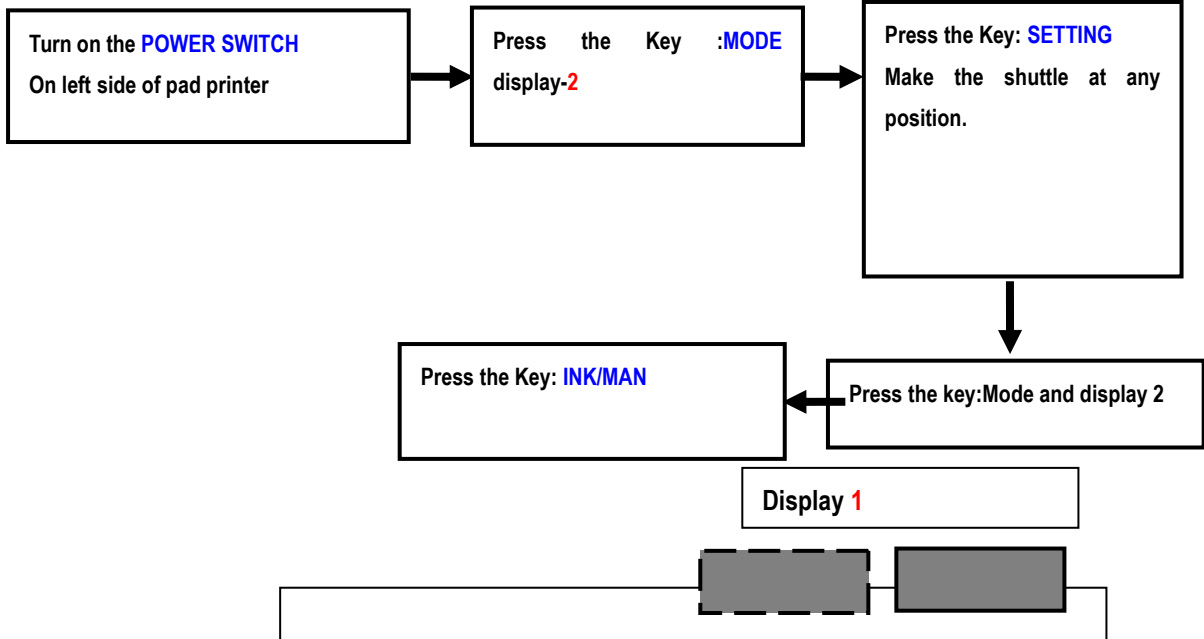 Turn on the POWER SWITCH
On left side of pad printer
Press the Key :MODE
display-2
Press the Key: SETTING
Make the shuttle at any
position.
Press the key:Mode and display 2
Press the Key: INK/MAN
Display 1